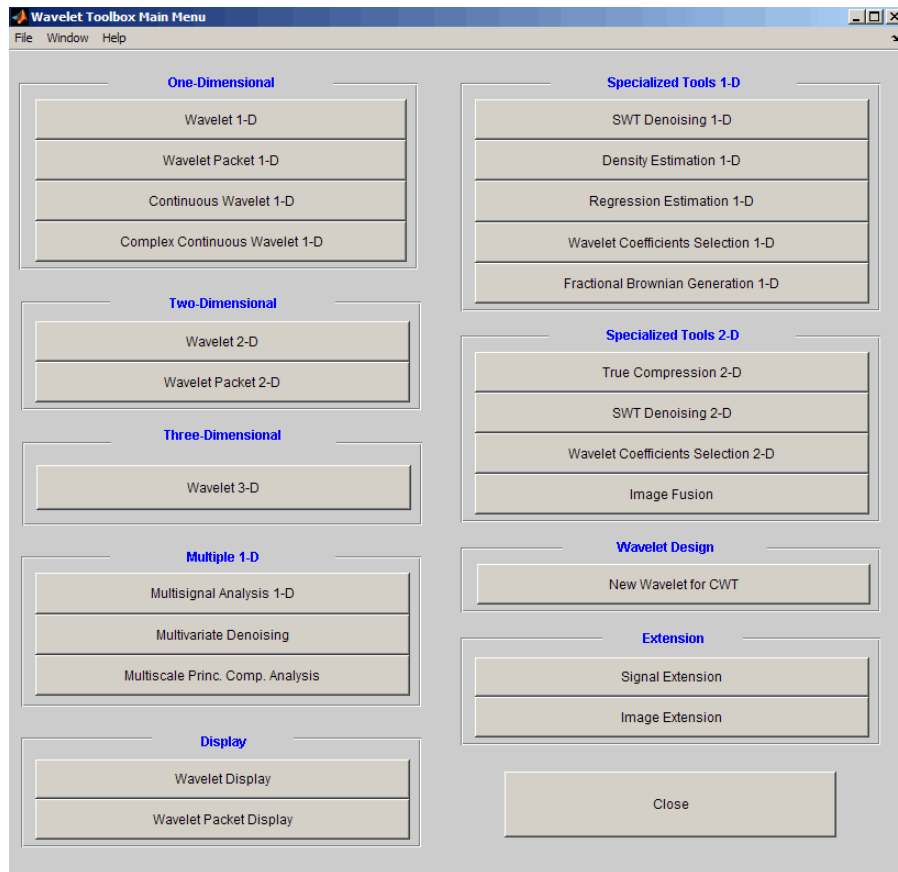 Wavelet Toolbox Main Menu
File Window Help
One-Dimensional
Wavelet 1-D
Wavelet Packet 1-D
Continuous Wavelet 1-D
Complex Continuous Wavelet 1-D
Two-Dimensional
Wavelet 2-D
Wavelet Packet 2-D
Three-Dimensional
Wavelet 3-D
Multiple 1-D
Multisignal Analysis 1-D
Multivariate Denoising
Multiscale Princ. Comp. Analysis
Display
Wavelet Display
Wavelet Packet Display
Specialized Tools 1-D
SWT Denoising 1-D
Density Estimation 1-D
Regression Estimation 1-D
Wavelet Coefficients Selection 1-D
Fractional Brownian Generation 1-D
Specialized Tools 2-D
True Compression 2-D
SWT Denoising 2-D
Wavelet Coefficients Selection 2-D
Image Fusion
Wavelet Design
New Wavelet for CWT
Extension
Signal Extension
Image Extension
Close